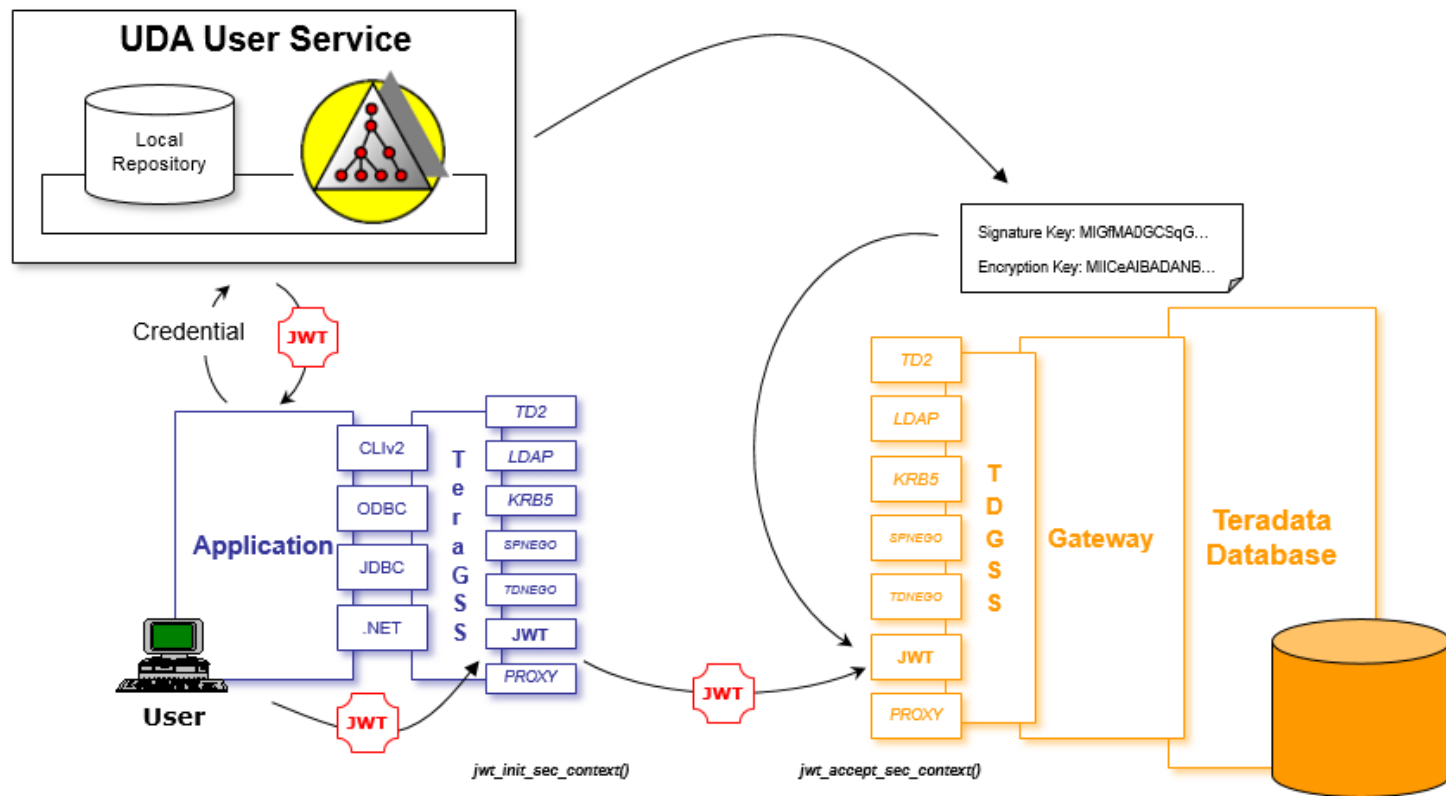 UDA User Service
Local
Repository
Signature Key: MIGfMA0GCSqG...
Encryption Key: MIICeAIBADANB...
Credential
JWT
Application
CLIv2
ODBC
JDBC
.NET
TeraGSS
TD2
LDAP
KRB5
SPNEGO
TDNEGO
JWT
PROXY
User
JWT
JWT
TD2
LDAP
KRB5
SPNEGO
TDNEGO
JWT
PROXY
TDGSS
Gateway
Teradata
Database
jwt_init_sec_context()
jwt_accept_sec_context()